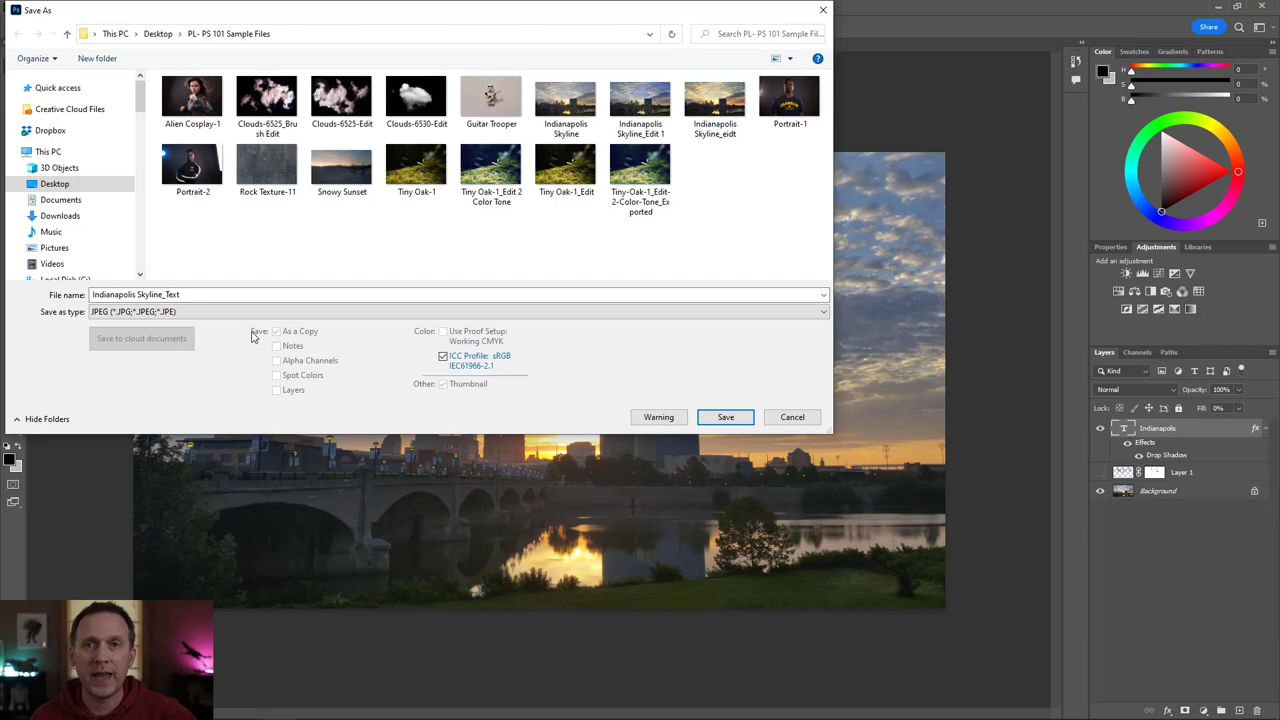 Save As
Share
This PC
Desktop
PL- PS 101 Sample Files
Search PL- PS 101 Sample Fil...
Organize
New folder
Quick access
Creative Cloud Files
Dropbox
This PC
3D Objects
Desktop
Documents
Downloads
Music
Pictures
Videos
Alien Cosplay-1
Clouds-6525_Bru
sh Edit
Clouds-6525-Edit
Clouds-6530-Edit
Guitar Trooper
Indianapolis
Skyline
Indianapolis
Skyline_Edit 1
Indianapolis
Skyline_eidt
Portrait-1
Portrait-2
Rock Texture-11
Snowy Sunset
Tiny Oak-1
Tiny Oak-1_Edit 2
Color Tone
Tiny Oak-1_Edit
Tiny-Oak-1_Edit-
2-Color-Tone_Ex
ported
File name:
Indianapolis Skyline_Text
Save as type:
JPEG (*.JPG;*.JPEG;*.JPE)
Save to cloud documents
Save:
As a Copy
Notes
Alpha Channels
Spot Colors
Layers
Color:
Use Proof Setup:
Working CMYK
ICC Profile: sRGB
IEC61966-2.1
Other:
Thumbnail
Hide Folders
Warning
Save
Cancel
Color
Swatches
Gradients
Patterns
H
0
S
0
B
0
Properties
Adjustments
Libraries
Add an adjustment
Layers
Channels
Paths
Kind
Normal
Opacity:
100%
Lock:
Fill:
0%
Indianapolis
fx
Effects
Drop Shadow
Layer 1
Background